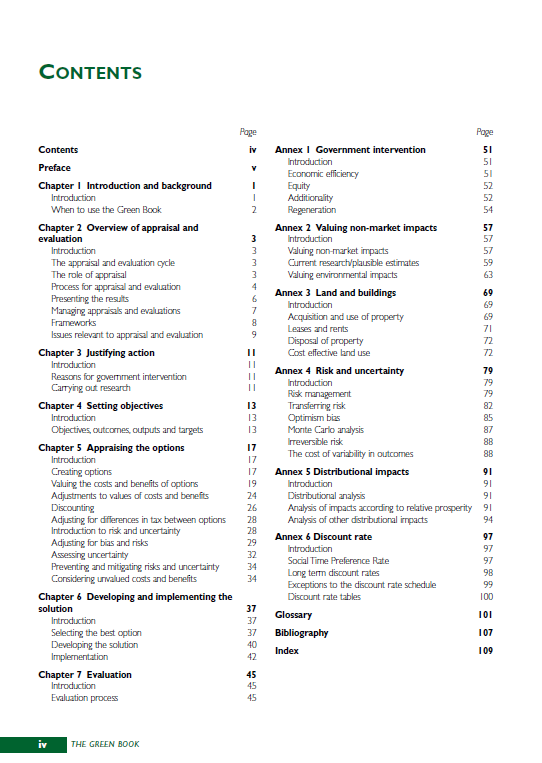 CONTENTS
Page
Contents iv
Preface v
Chapter 1 Introduction and background 1
Introduction 1
When to use the Green Book 2
Chapter 2 Overview of appraisal and
evaluation 3
Introduction 3
The appraisal and evaluation cycle 3
The role of appraisal 3
Process for appraisal and evaluation 4
Presenting the results 6
Managing appraisals and evaluations 7
Frameworks 8
Issues relevant to appraisal and evaluation 9
Chapter 3 Justifying action 11
Introduction 11
Reasons for government intervention 11
Carrying out research 11
Chapter 4 Setting objectives 13
Introduction 13
Objectives, outcomes, outputs and targets 13
Chapter 5 Appraising the options 17
Introduction 17
Creating options 17
Valuing the costs and benefits of options 19
Adjustments to values of costs and benefits 24
Discounting 26
Adjusting for differences in tax between options 28
Introduction to risk and uncertainty 28
Adjusting for bias and risks 29
Assessing uncertainty 32
Preventing and mitigating risks and uncertainty 34
Considering unvalued costs and benefits 34
Chapter 6 Developing and implementing the
solution 37
Introduction 37
Selecting the best option 37
Developing the solution 40
Implementation 42
Chapter 7 Evaluation 45
Introduction 45
Evaluation process 45
Page
Annex 1 Government intervention 51
Introduction 51
Economic efficiency 51
Equity 52
Additionality 52
Regeneration 54
Annex 2 Valuing non-market impacts 57
Introduction 57
Valuing non-market impacts 57
Current research/plausible estimates 59
Valuing environmental impacts 63
Annex 3 Land and buildings 69
Introduction 69
Acquisition and use of property 69
Leases and rents 71
Disposal of property 72
Cost effective land use 72
Annex 4 Risk and uncertainty 79
Introduction 79
Risk management 79
Transferring risk 82
Optimism bias 85
Monte Carlo analysis 87
Irreversible risk 88
The cost of variability in outcomes 88
Annex 5 Distributional impacts 91
Introduction 91
Distributional analysis 91
Analysis of impacts according to relative prosperity 91
Analysis of other distributional impacts 94
Annex 6 Discount rate 97
Introduction 97
Social Time Preference Rate 97
Long term discount rates 98
Exceptions to the discount rate schedule 99
Discount rate tables 100
Glossary 101
Bibliography 107
Index 109
iv THE GREEN BOOK